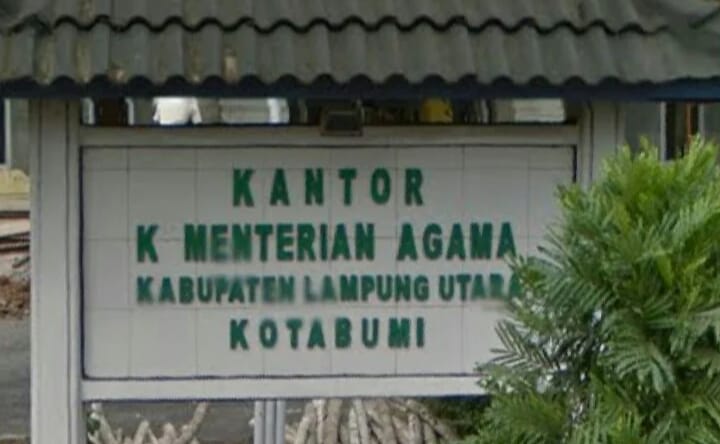 KANTOR
K MENTERIAN AGAMA
KABUPATEN LAMPUNG UTARA
KOTABUMI